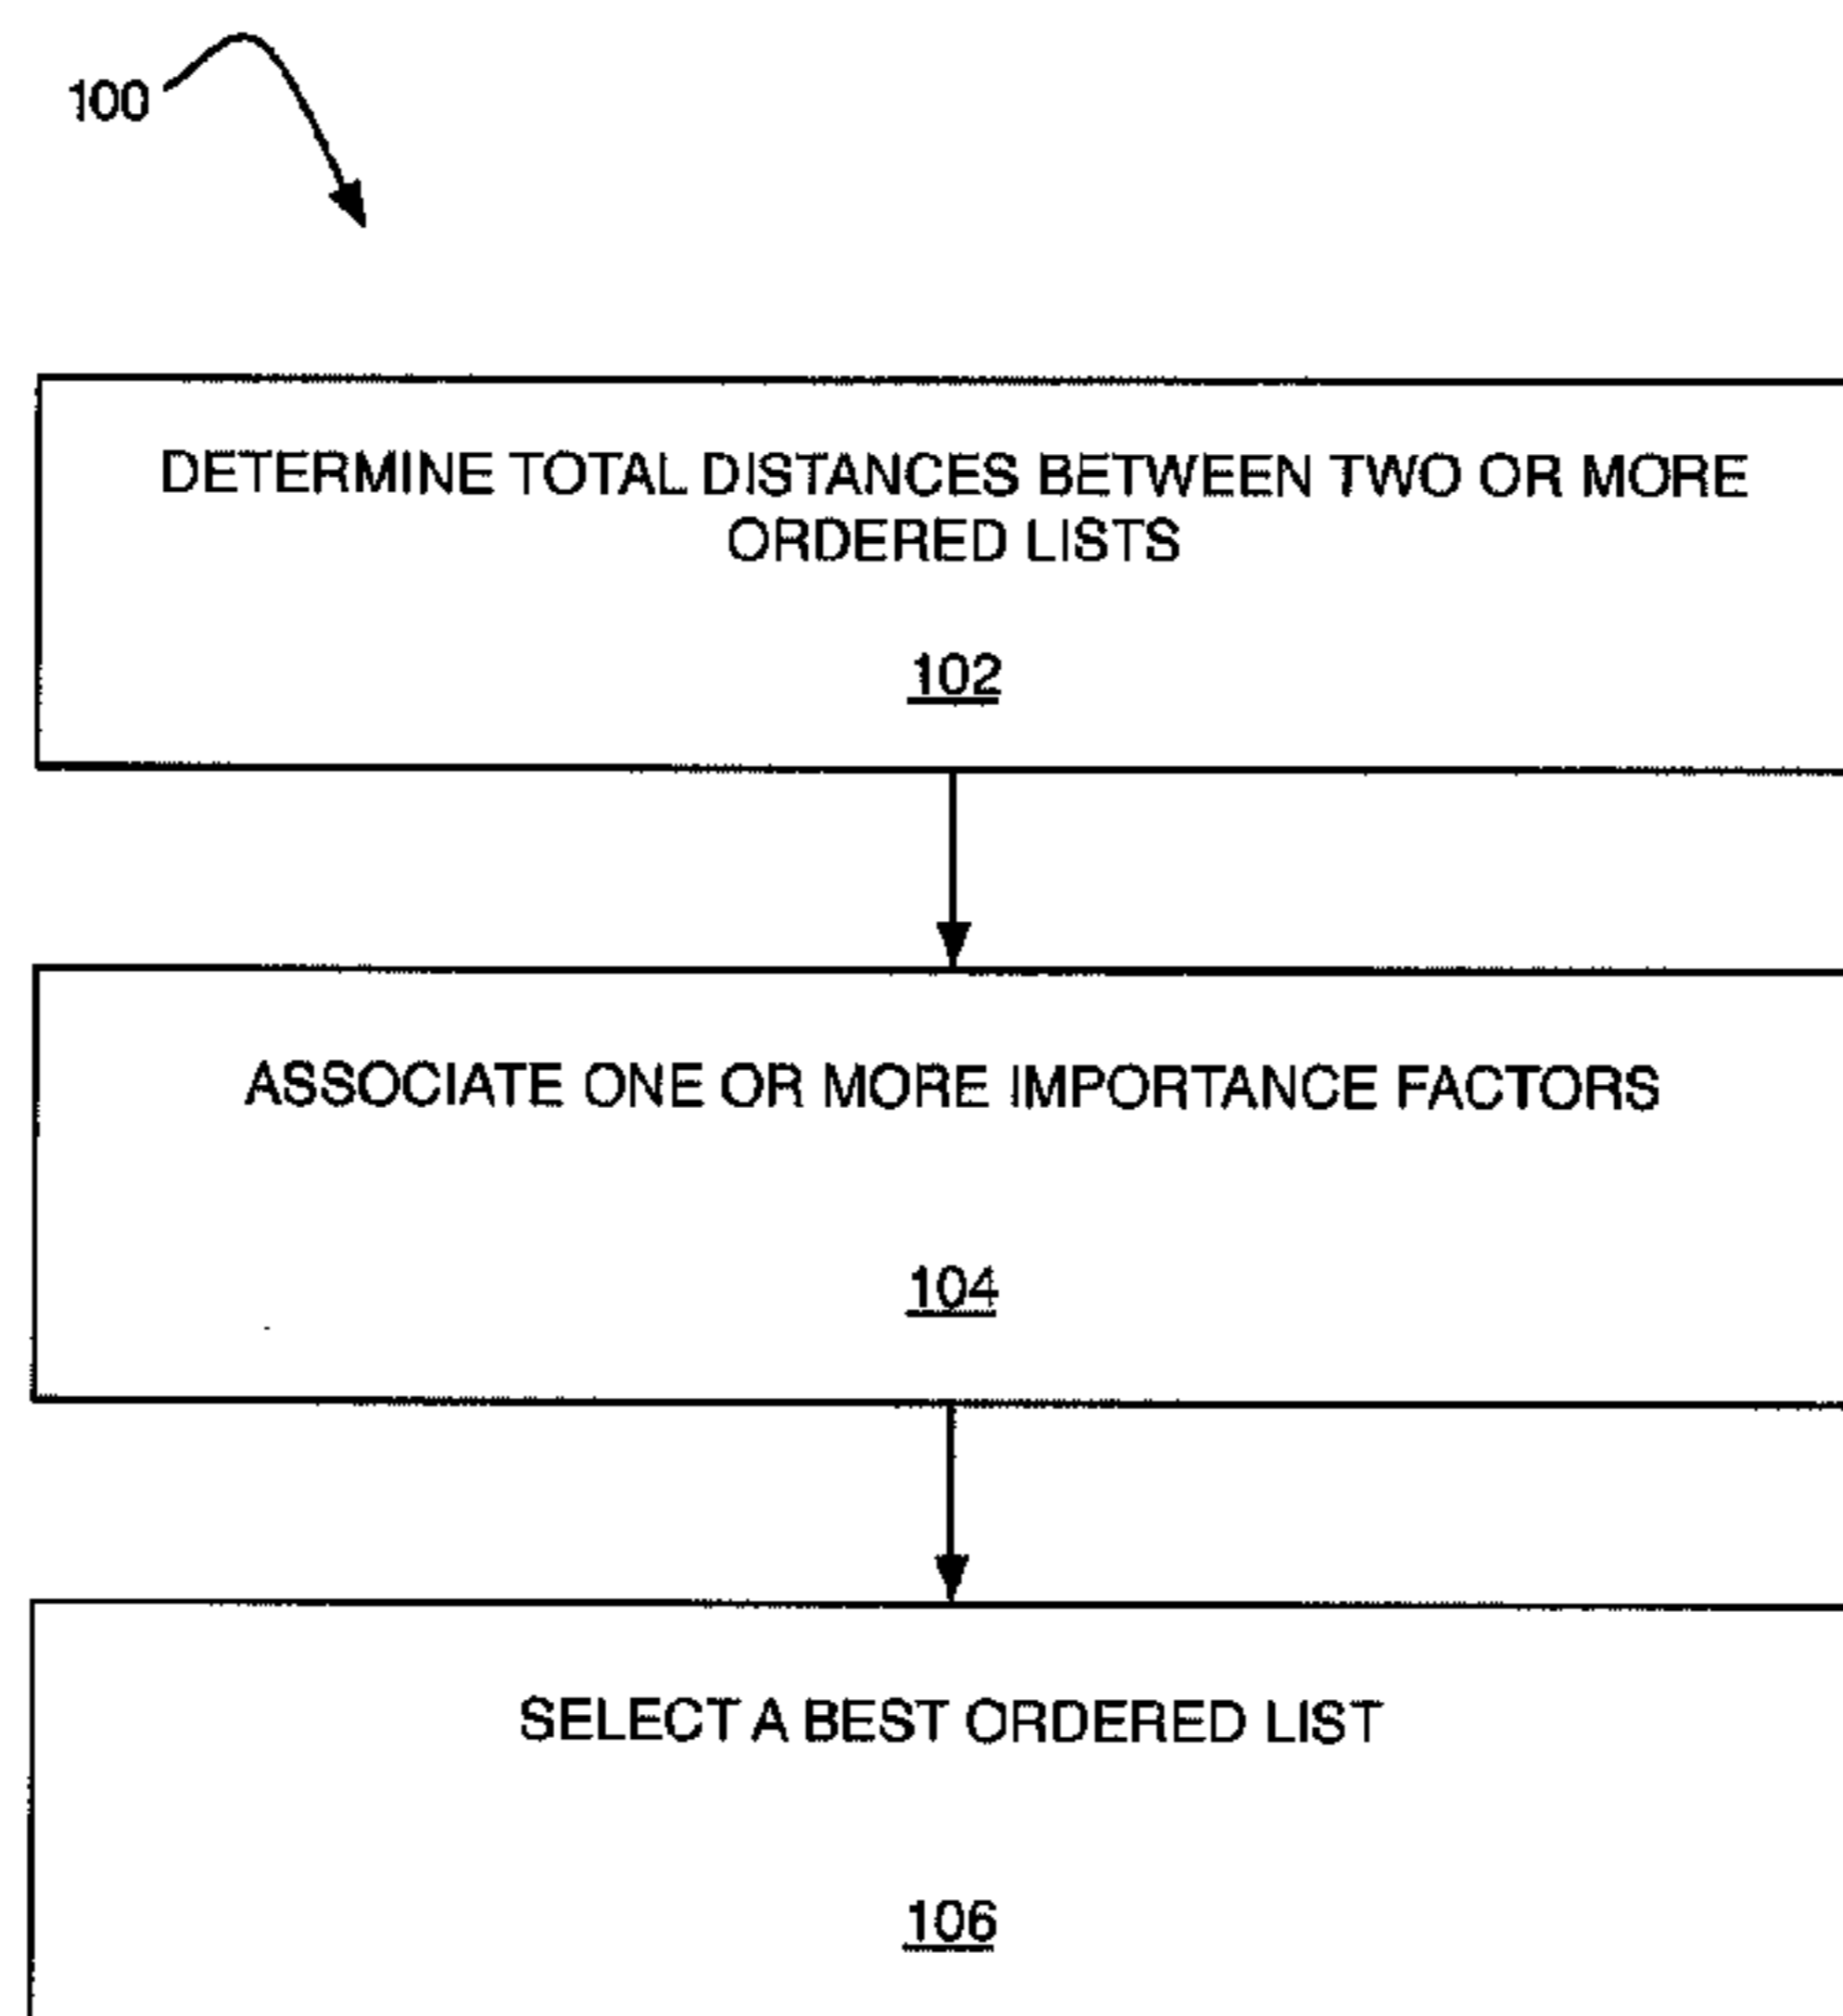 100
DETERMINE TOTAL DISTANCES BETWEEN TWO OR MORE
ORDERED LISTS
102
ASSOCIATE ONE OR MORE IMPORTANCE FACTORS
104
SELECT A BEST ORDERED LIST
106